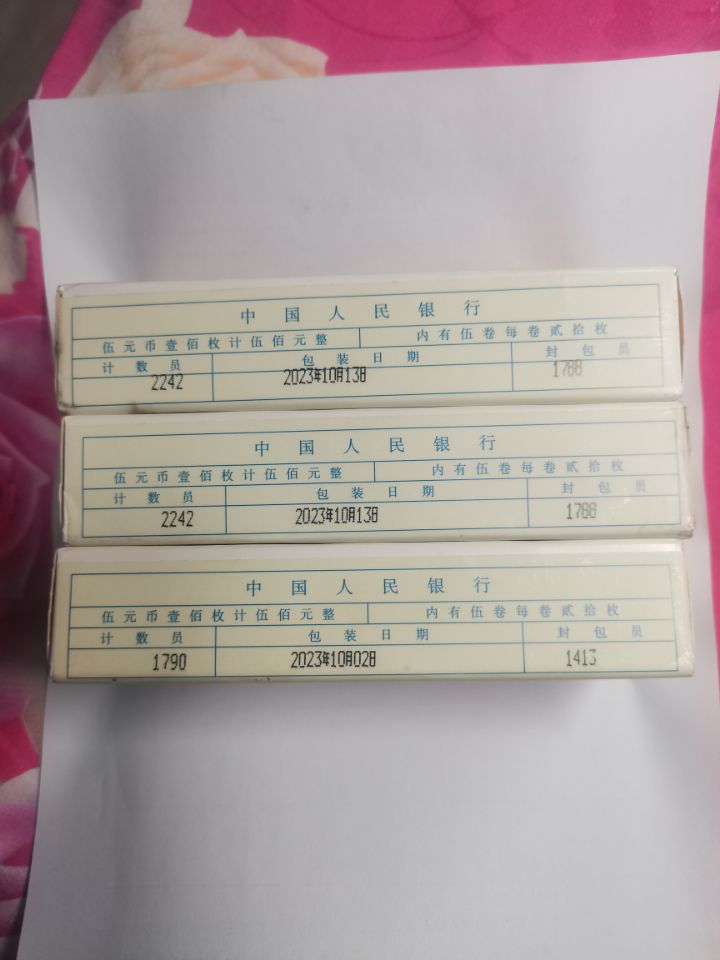 中国人民银行
伍元币壹佰枚计伍佰元整 内有伍卷每卷贰拾枚
计数员 包装日期 封包员
2242 2023年10月13日 1788
中国人民银行
伍元币壹佰枚计伍佰元整 内有伍卷每卷贰拾枚
计数员 包装日期 封包员
2242 2023年10月13日 1788
中国人民银行
伍元币壹佰枚计伍佰元整 内有伍卷每卷贰拾枚
计数员 包装日期 封包员
1790 2023年10月02日 1413